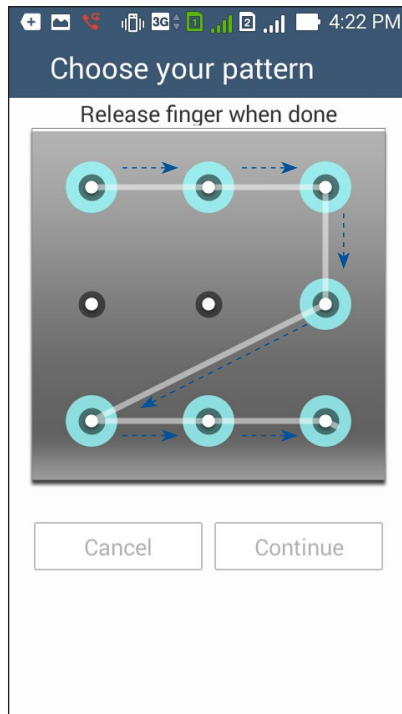 3G 1 2 4:22 PM
Choose your pattern
Release finger when done
Cancel Continue